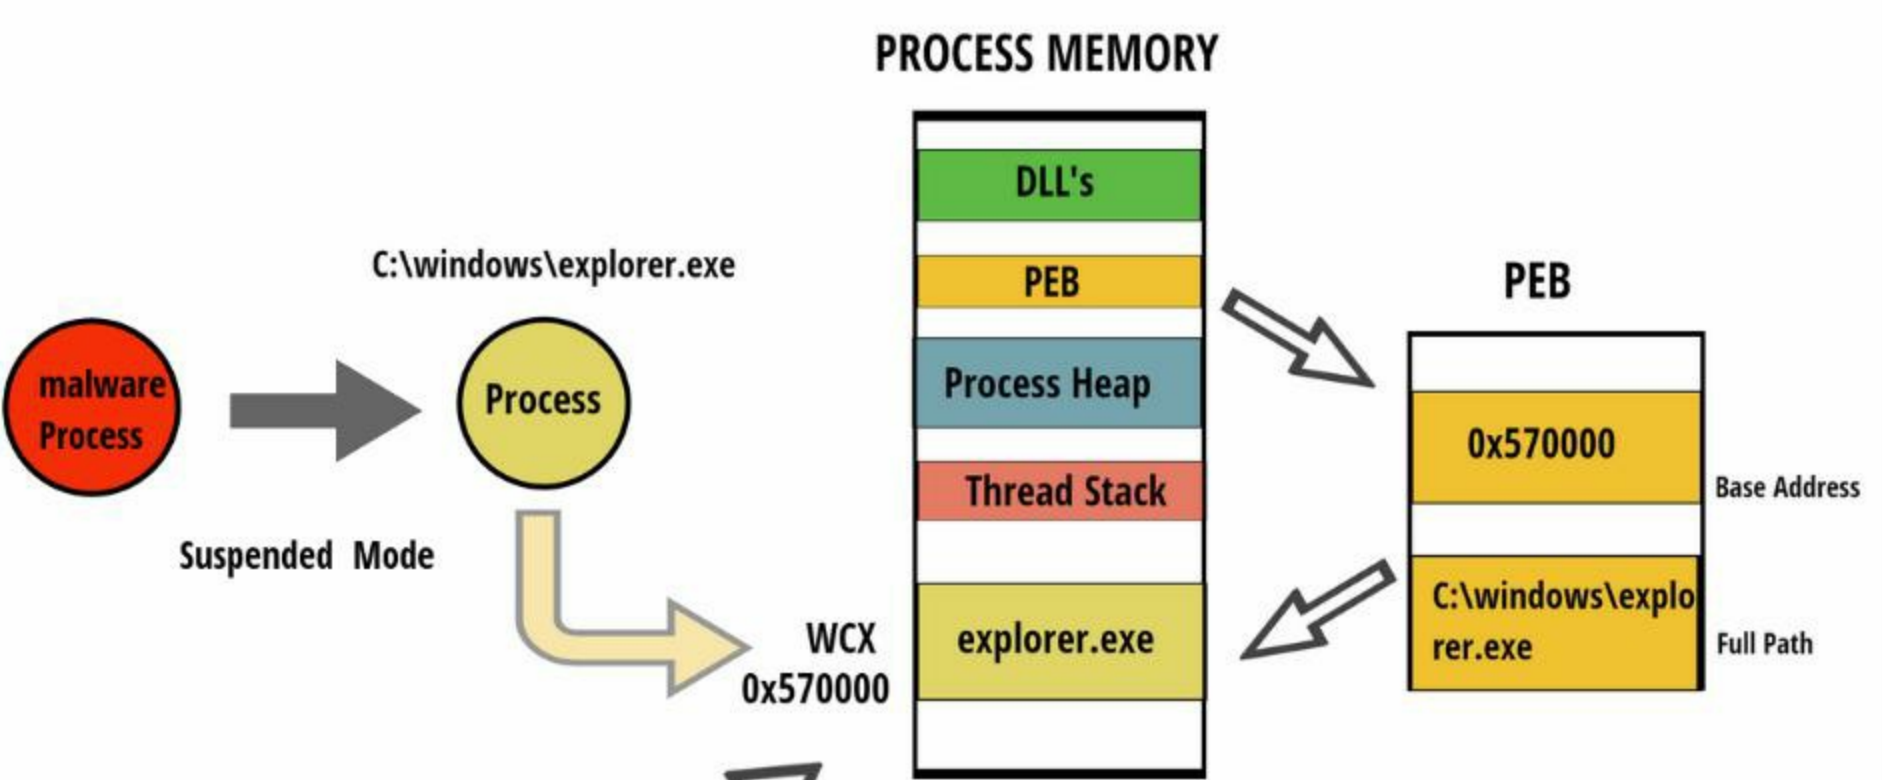 PROCESS MEMORY
DLL's
C:\windows\explorer.exe
PEB
PEB
malware
Process
Process
Process Heap
0x570000
Base Address
Thread Stack
Suspended Mode
WCX
0x570000
explorer.exe
C:\windows\explo
rer.exe
Full Path